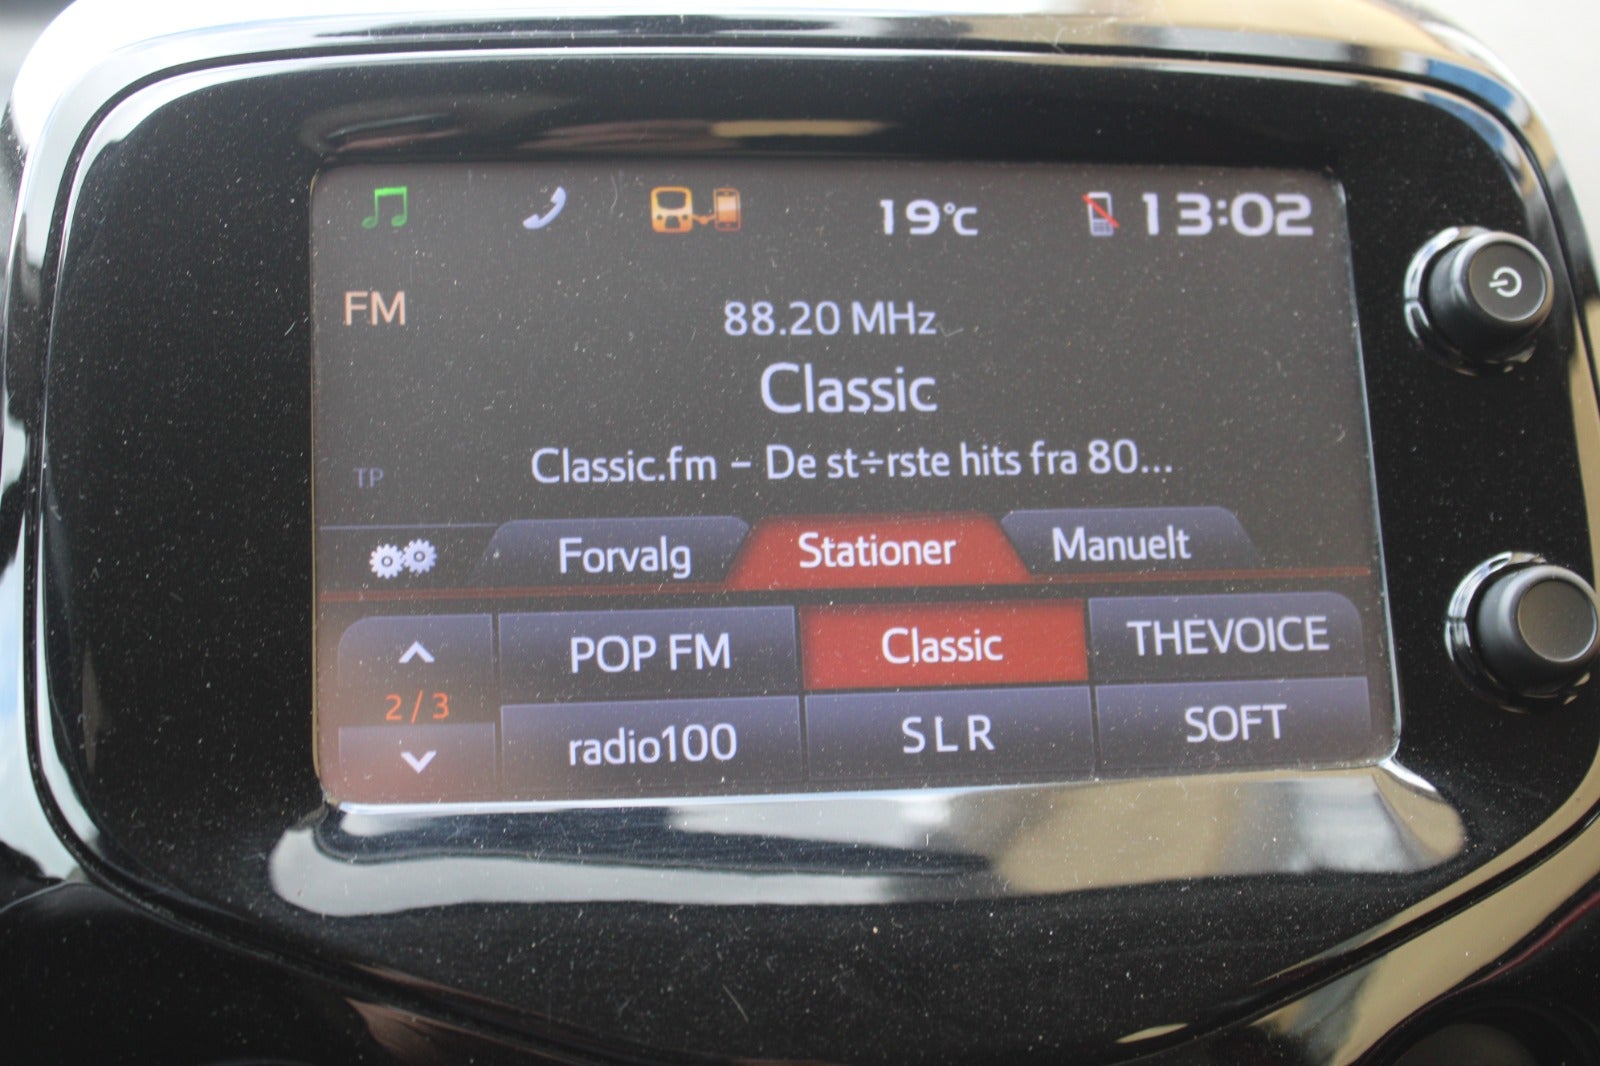 19°C 13:02
FM
88.20 MHz
Classic
TP
Classic.fm – De st÷rste hits fra 80...
Forvalg Stationer Manuelt
POP FM Classic THEVOICE
2/3
radio100 SLR SOFT